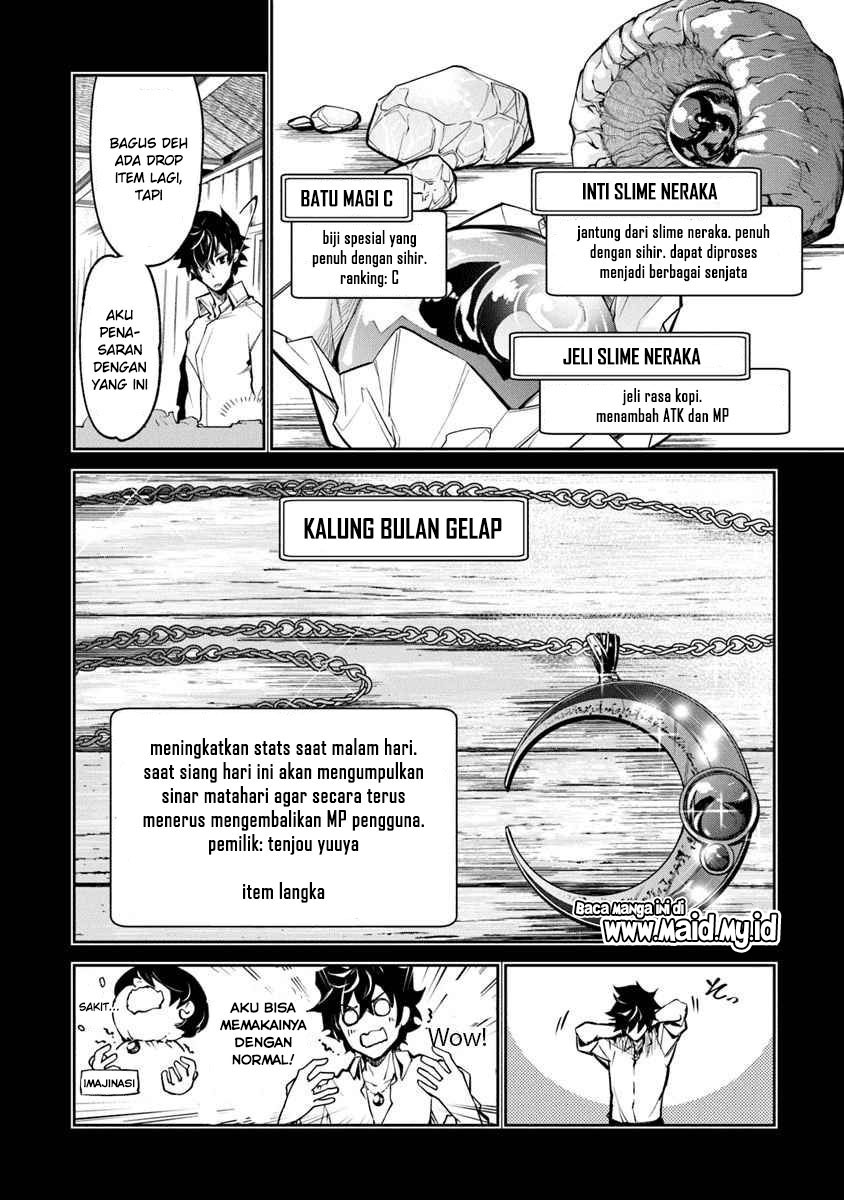 BAGUS DEH
ADA DROP
ITEM LAGI,
TAPI
AKU
PENA-
SARAN
DENGAN
YANG INI
BATU MAGI C
biji spesial yang
penuh dengan sihir.
ranking: C
INTI SLIME NERAKA
jantung dari slime neraka. penuh
dengan sihir. dapat diproses
menjadi berbagai senjata
JELI SLIME NERAKA
jeli rasa kopi.
menambah ATK dan MP
KALUNG BULAN GELAP
meningkatkan stats saat malam hari.
saat siang hari ini akan mengumpulkan
sinar matahari agar secara terus
menerus mengembalikan MP pengguna.
pemilik: tenjou yuuya
item langka
Baca Manga ini di
www.Maid.My.id
SAKIT...
IMAJINASI
AKU BISA
MEMAKAINYA
DENGAN
NORMAL!
Wow!